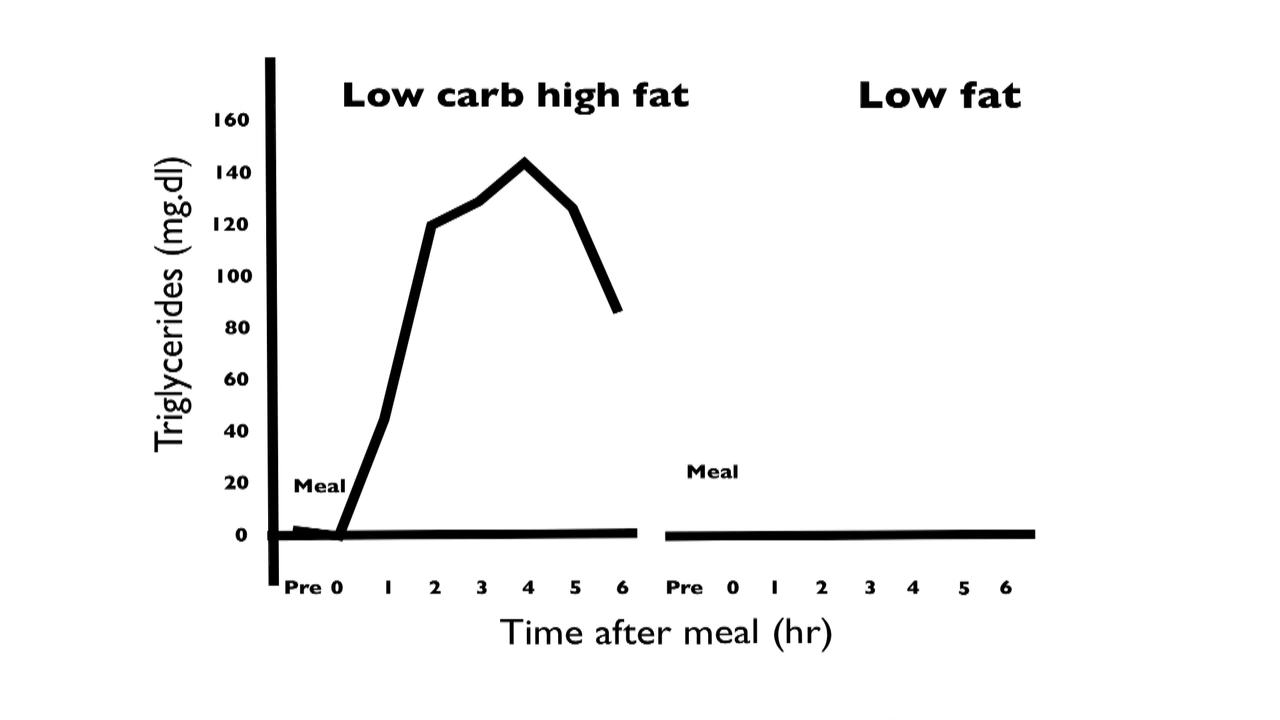 Low carb high fat
Low fat
Triglycerides (mg.dl)
160
140
120
100
80
60
40
20
0
Meal
Meal
Pre 0 1 2 3 4 5 6
Pre 0 1 2 3 4 5 6
Time after meal (hr)